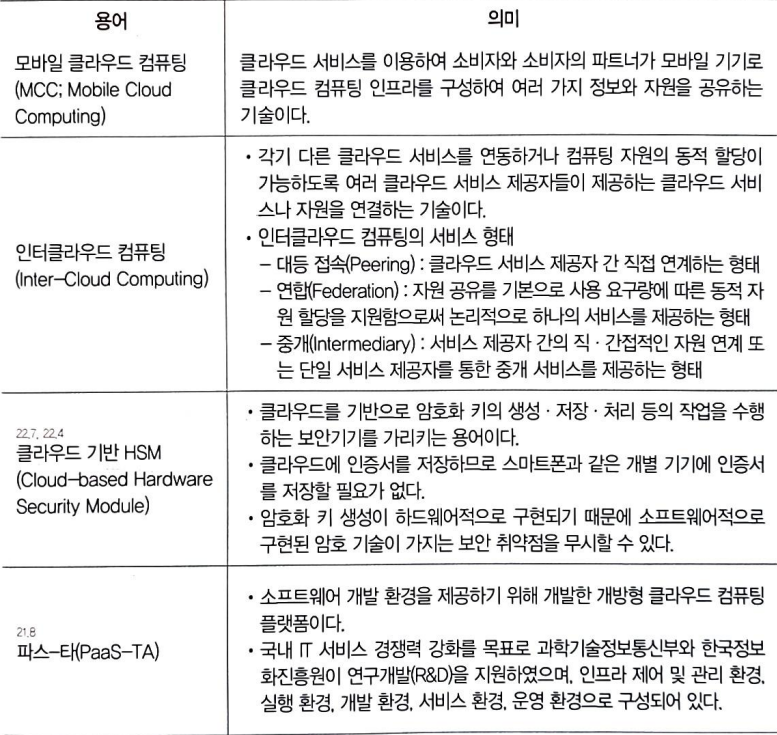 용어
의미
모바일 클라우드 컴퓨팅
(MCC; Mobile Cloud
Computing)
클라우드 서비스를 이용하여 소비자와 소비자의 파트너가 모바일 기기로
클라우드 컴퓨팅 인프라를 구성하여 여러 가지 정보와 자원을 공유하는
기술이다.
인터클라우드 컴퓨팅
(Inter-Cloud Computing)
• 각기 다른 클라우드 서비스를 연동하거나 컴퓨팅 자원의 동적 할당이
가능하도록 여러 클라우드 서비스 제공자들이 제공하는 클라우드 서비
스나 자원을 연결하는 기술이다.
• 인터클라우드 컴퓨팅의 서비스 형태
– 대등 접속(Peering) : 클라우드 서비스 제공자 간 직접 연계하는 형태
– 연합(Federation) : 자원 공유를 기본으로 사용 요구량에 따른 동적 자
원 할당을 지원함으로써 논리적으로 하나의 서비스를 제공하는 형태
– 중개(Intermediary) : 서비스 제공자 간의 직 · 간접적인 자원 연계 또
는 단일 서비스 제공자를 통한 중개 서비스를 제공하는 형태
22.7, 22.4
클라우드 기반 HSM
(Cloud-based Hardware
Security Module)
• 클라우드를 기반으로 암호화 키의 생성 · 저장 · 처리 등의 작업을 수행
하는 보안기기를 가리키는 용어이다.
• 클라우드에 인증서를 저장하므로 스마트폰과 같은 개별 기기에 인증서
를 저장할 필요가 없다.
• 암호화 키 생성이 하드웨어적으로 구현되기 때문에 소프트웨어적으로
구현된 암호 기술이 가지는 보안 취약점을 무시할 수 있다.
21.8
파스-타(PaaS-TA)
• 소프트웨어 개발 환경을 제공하기 위해 개발한 개방형 클라우드 컴퓨팅
플랫폼이다.
• 국내 IT 서비스 경쟁력 강화를 목표로 과학기술정보통신부와 한국정보
화진흥원이 연구개발(R&D)을 지원하였으며, 인프라 제어 및 관리 환경,
실행 환경, 개발 환경, 서비스 환경, 운영 환경으로 구성되어 있다.